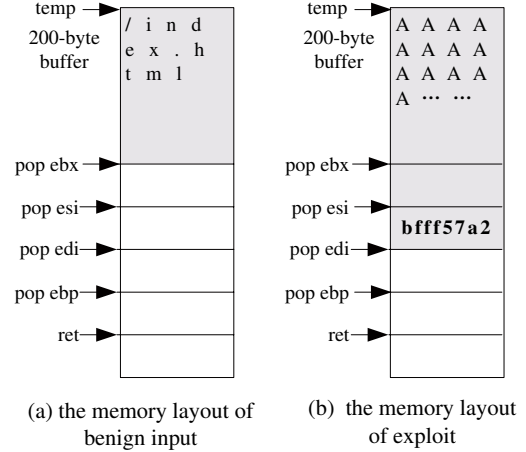 temp
200-byte
buffer
/ i n d
e x . h
t m l
pop ebx
pop esi
pop edi
pop ebp
ret
(a) the memory layout of
benign input
temp
200-byte
buffer
A A A A
A A A A
A A A A
A ... ...
pop ebx
pop esi
bfff57a2
pop edi
pop ebp
ret
(b) the memory layout
of exploit